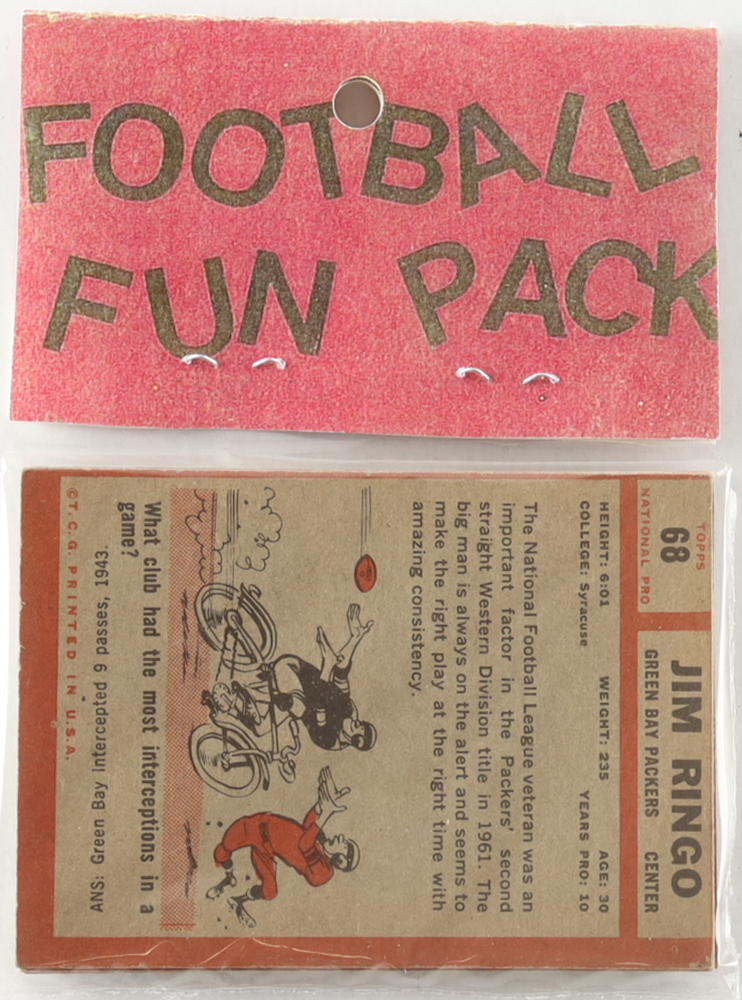 FOOTBALL
FUN PACK
TOPPS
68
NATIONAL PRO
JIM RINGO
GREEN BAY PACKERS CENTER
HEIGHT: 6:01 WEIGHT: 235 AGE: 30
COLLEGE: Syracuse YEARS PRO: 10
The National Football League veteran was an
important factor in the Packers' second
straight Western Division title in 1961. The
big man is always on the alert and seems to
make the right play at the right time with
amazing consistency.
What club had the most interceptions in a
game?
ANS: Green Bay intercepted 9 passes, 1943.
©T.C.G. PRINTED IN U.S.A.